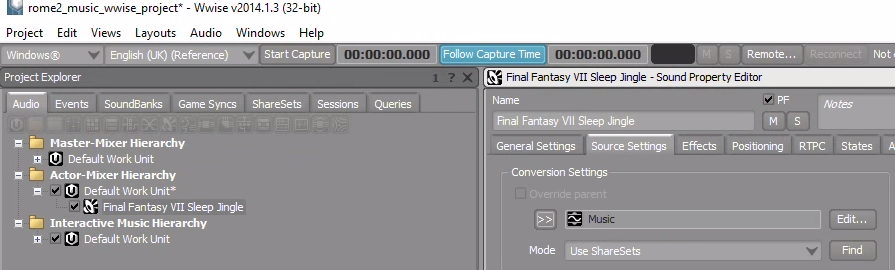 rome2_music_wwise_project* - Wwise v2014.1.3 (32-bit)
Project Edit Views Layouts Audio Windows Help
Windows® English (UK) (Reference) Start Capture 00:00:00.000 Follow Capture Time 00:00:00.000 M S Remote... Reconnect Not
Project Explorer 1 ? ×
Audio Events SoundBanks Game Syncs ShareSets Sessions Queries
Master-Mixer Hierarchy
Default Work Unit
Actor-Mixer Hierarchy
Default Work Unit*
Final Fantasy VII Sleep Jingle
Interactive Music Hierarchy
Default Work Unit
Final Fantasy VII Sleep Jingle - Sound Property Editor
Name PF Notes
Final Fantasy VII Sleep Jingle M S
General Settings Source Settings Effects Positioning RTPC States A
Conversion Settings
Override parent
>> Music Edit...
Mode Use ShareSets Find